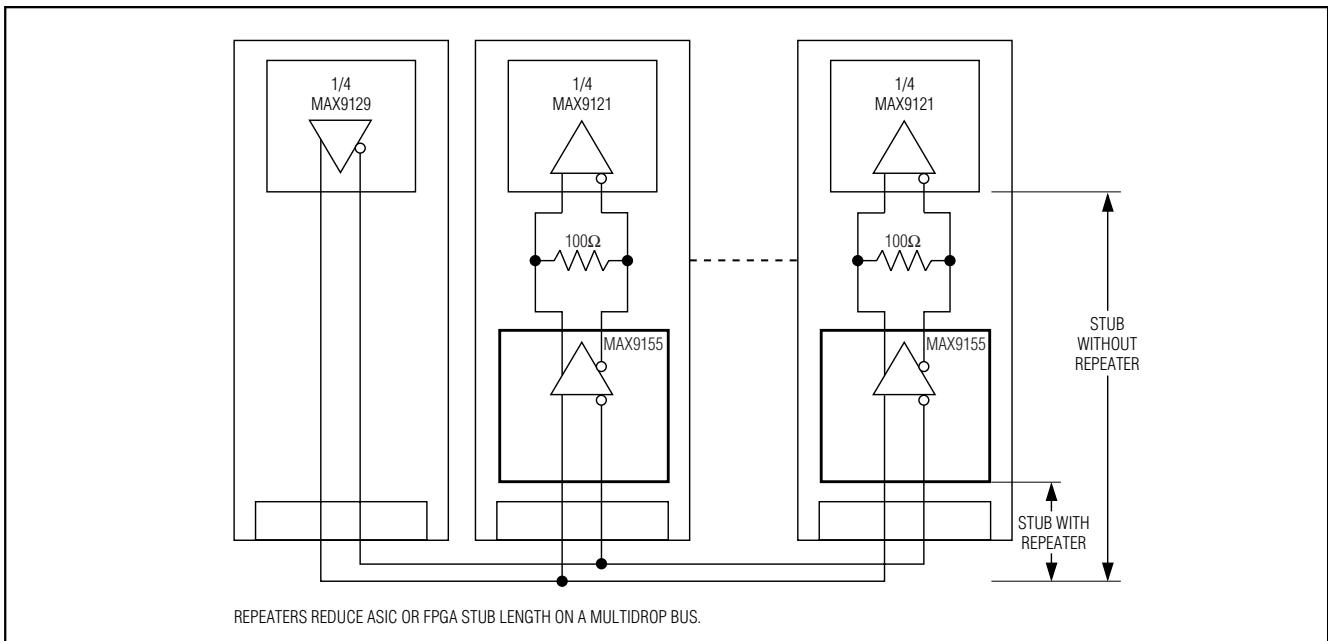 1/4
MAX9129
1/4
MAX9121
1/4
MAX9121
100Ω
100Ω
MAX9155
MAX9155
STUB
WITHOUT
REPEATER
STUB WITH
REPEATER
REPEATERS REDUCE ASIC OR FPGA STUB LENGTH ON A MULTIDROP BUS.